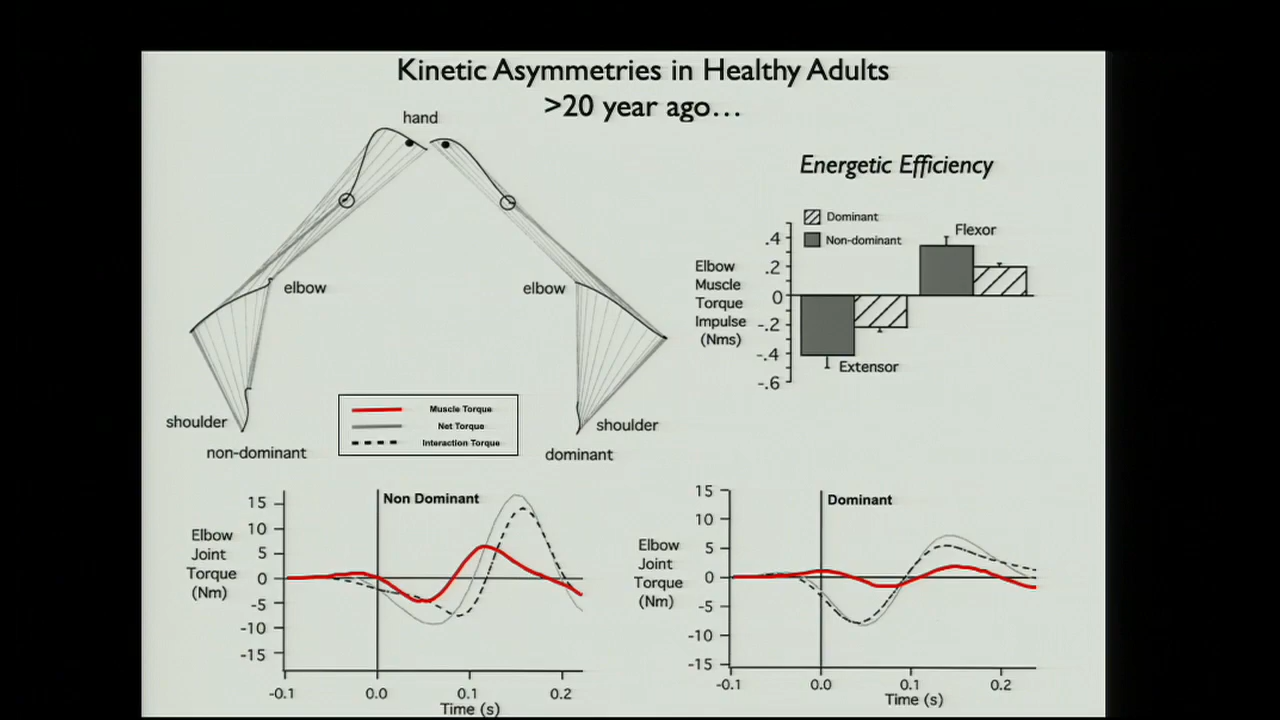 Kinetic Asymmetries in Healthy Adults
>20 year ago…
hand
elbow
elbow
shoulder
shoulder
non-dominant
dominant
Muscle Torque
Net Torque
Interaction Torque
Energetic Efficiency
Dominant
Non-dominant
Flexor
Extensor
Elbow
Muscle
Torque
Impulse
(Nms)
.4
.2
0
-.2
-.4
-.6
Non Dominant
Elbow
Joint
Torque
(Nm)
15
10
5
0
-5
-10
-15
-0.1
0.0
0.1
0.2
Time (s)
Dominant
Elbow
Joint
Torque
(Nm)
15
10
5
0
-5
-10
-15
-0.1
0.0
0.1
0.2
Time (s)